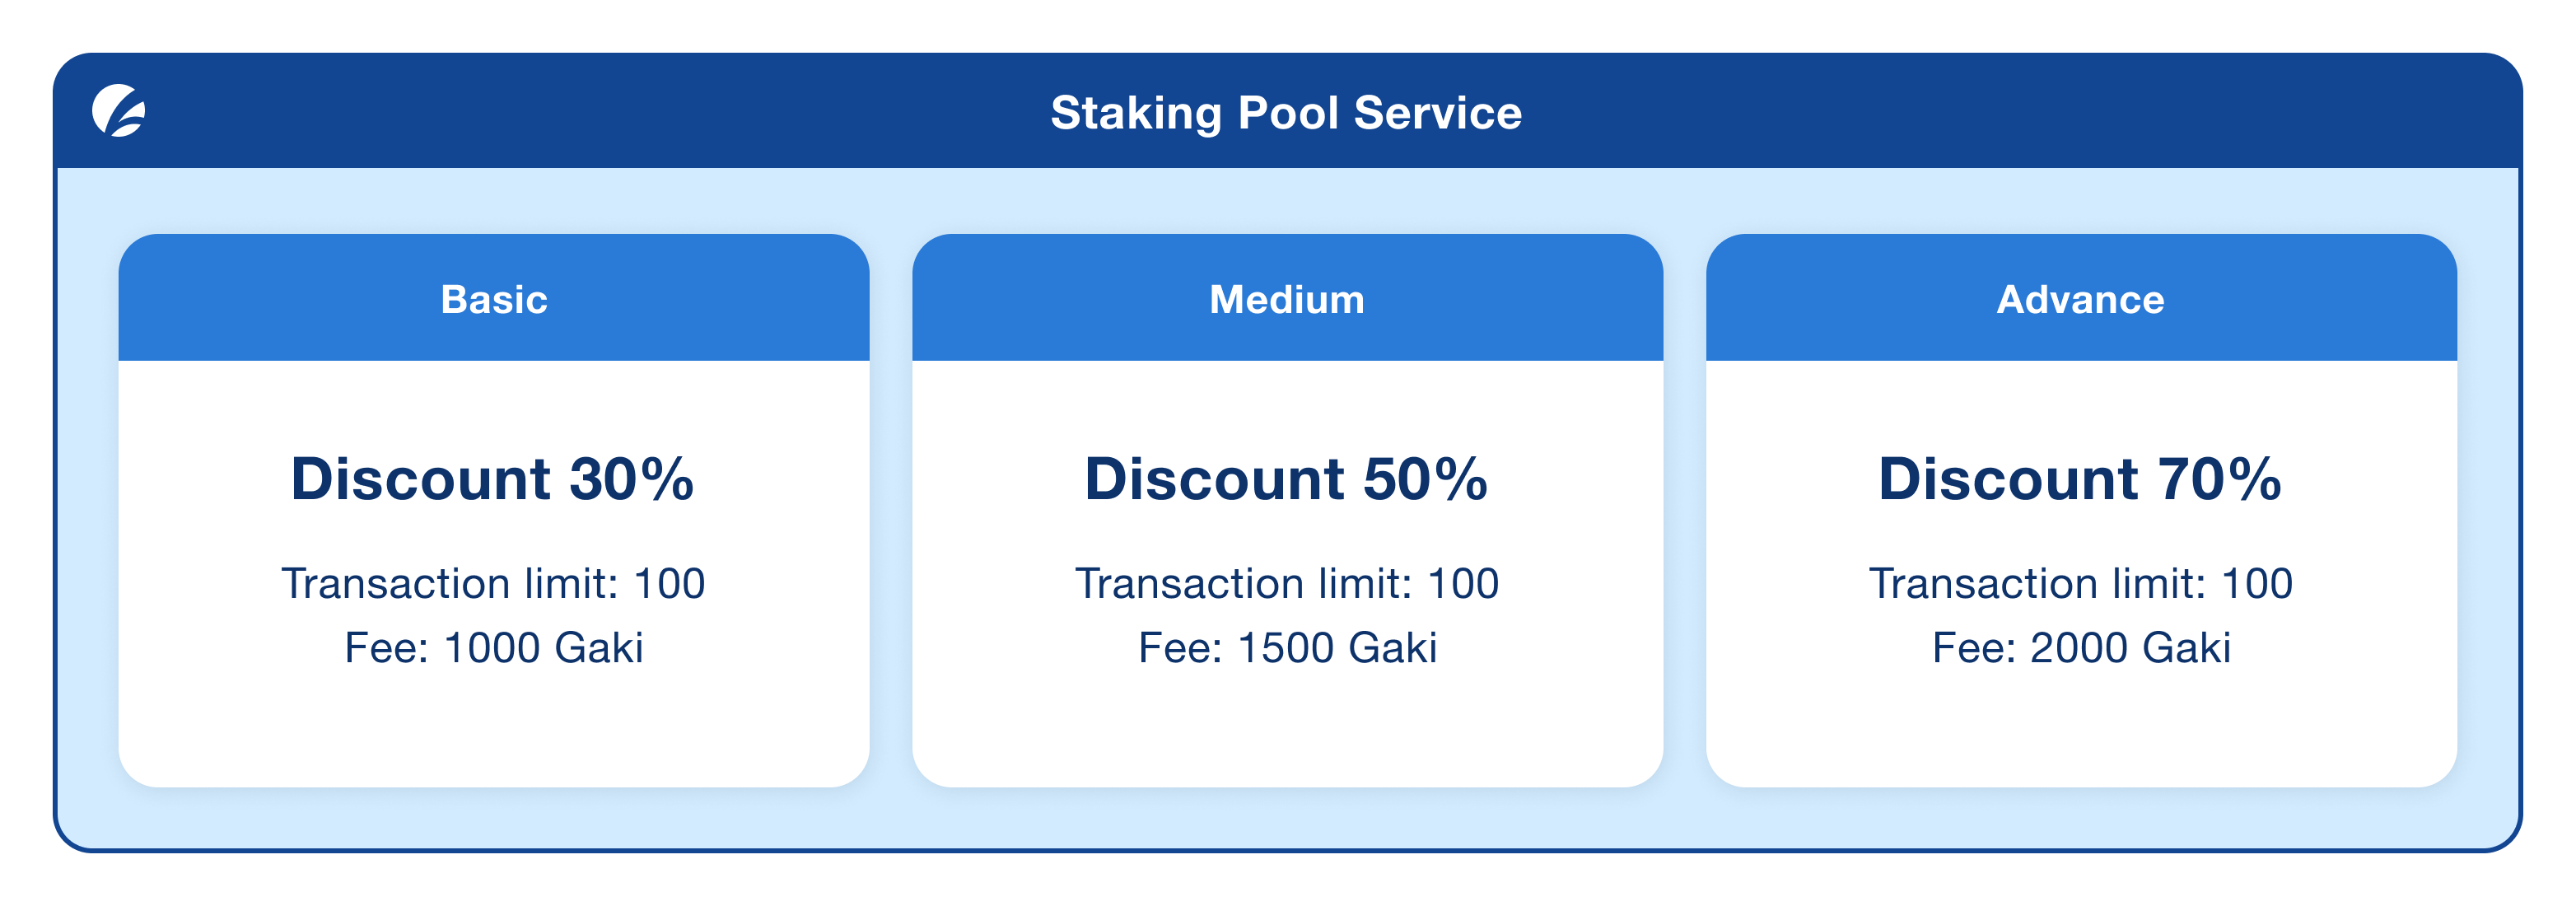 Staking Pool Service
Basic
Discount 30%
Transaction limit: 100
Fee: 1000 Gaki
Medium
Discount 50%
Transaction limit: 100
Fee: 1500 Gaki
Advance
Discount 70%
Transaction limit: 100
Fee: 2000 Gaki